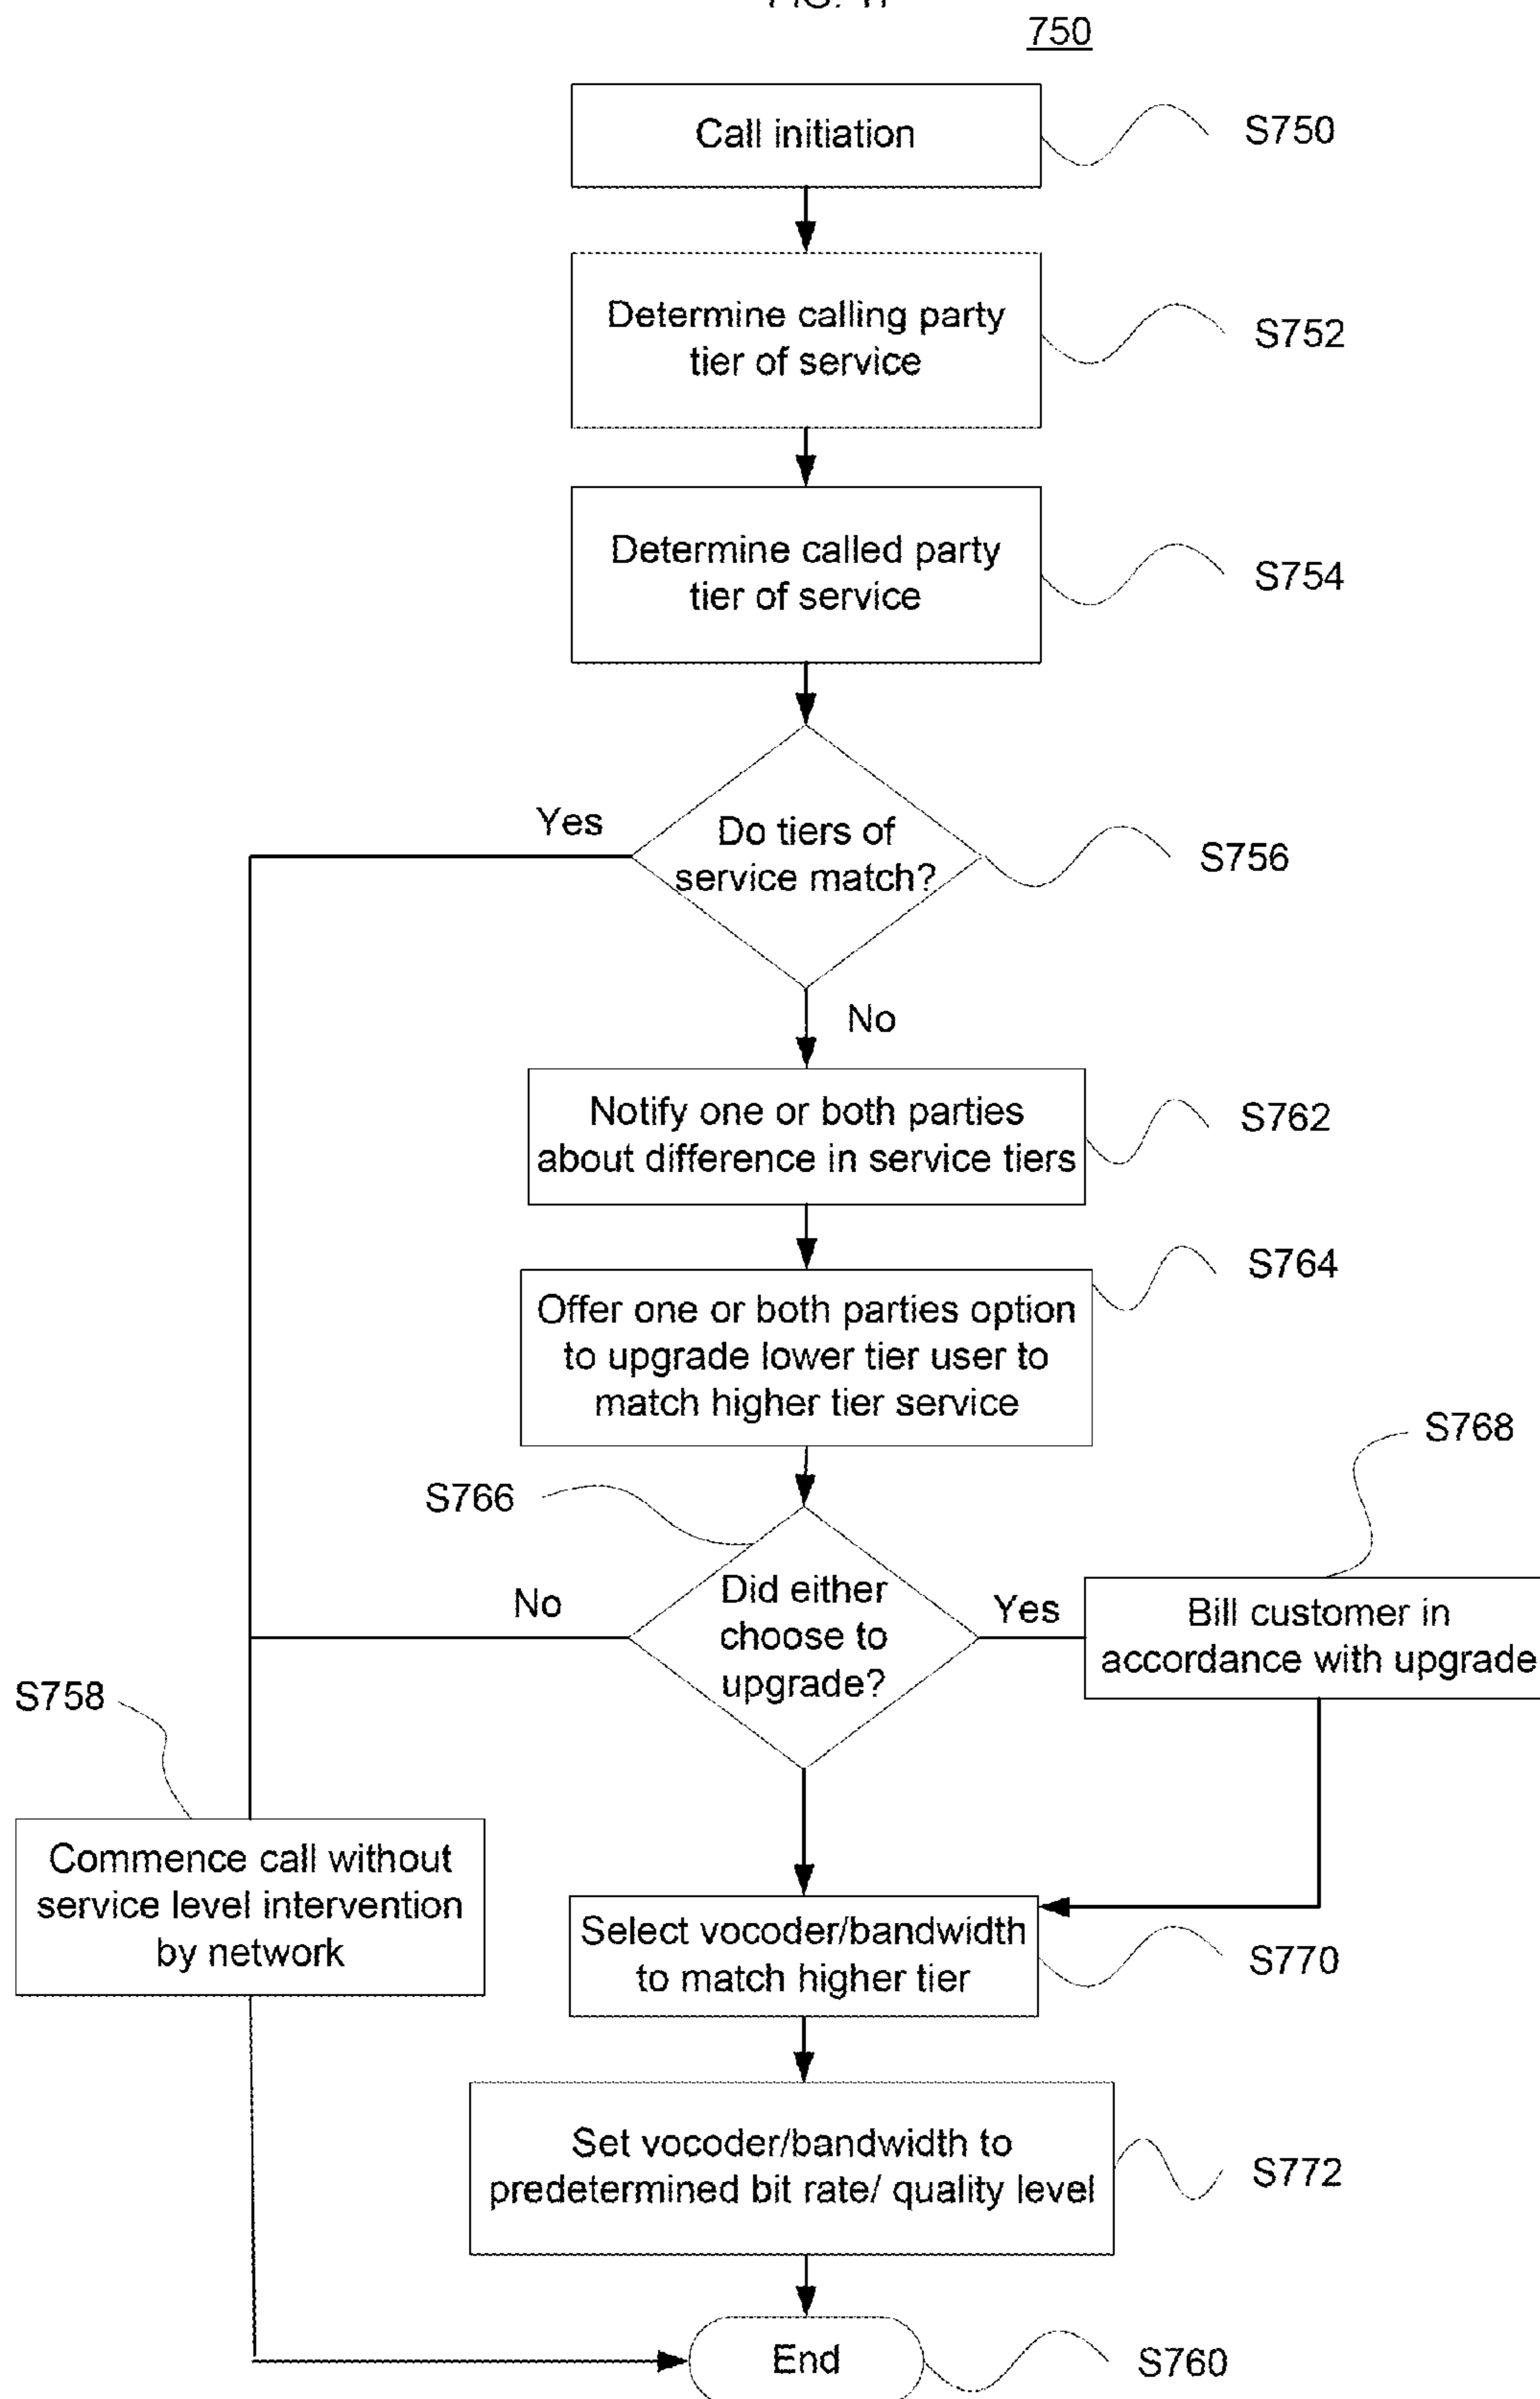 750
Call initiation
S750
Determine calling party
tier of service
S752
Determine called party
tier of service
S754
Yes
Do tiers of
service match?
S756
No
Notify one or both parties
about difference in service tiers
S762
Offer one or both parties option
to upgrade lower tier user to
match higher tier service
S764
S768
S766
Did either
choose to
upgrade?
No
Yes
Bill customer in
accordance with upgrade
S758
Commence call without
service level intervention
by network
Select vocoder/bandwidth
to match higher tier
S770
Set vocoder/bandwidth to
predetermined bit rate/ quality level
S772
End
S760